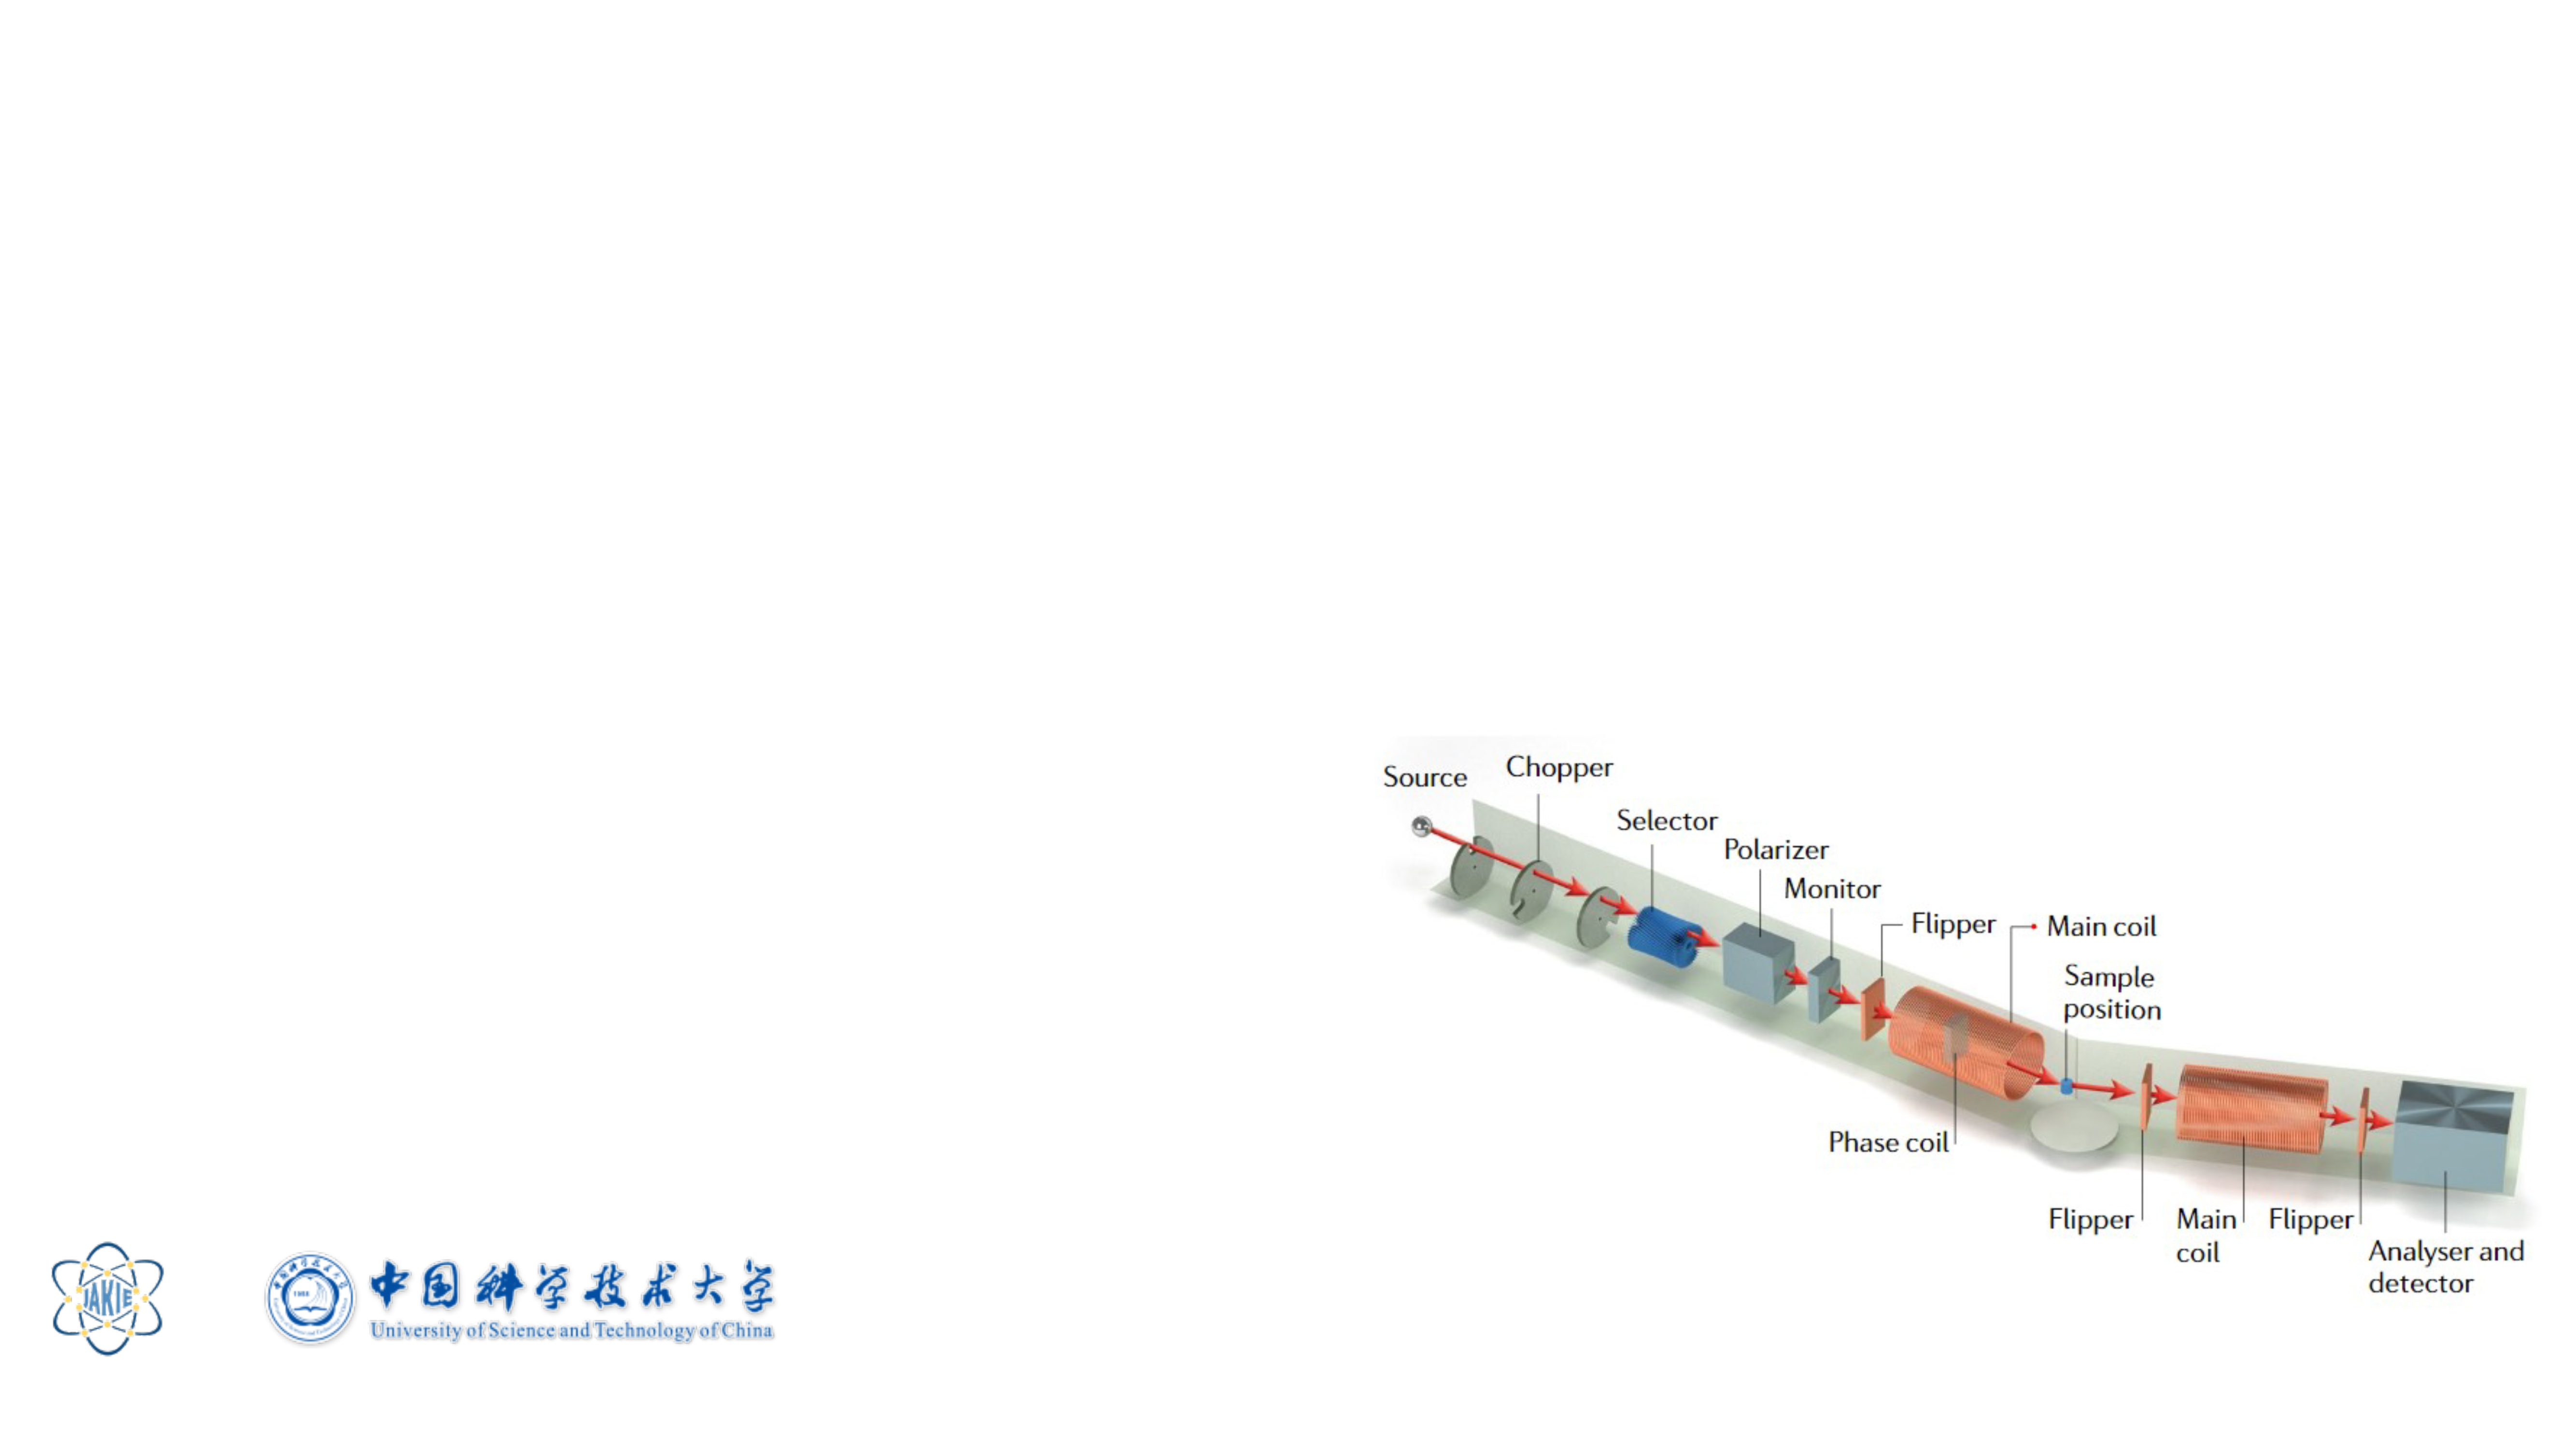 Source
Chopper
Selector
Polarizer
Monitor
Flipper
Main coil
Sample
position
Phase coil
Flipper
Main
coil
Flipper
Analyser and
detector
JAKIE
中国科学技术大学
University of Science and Technology of China